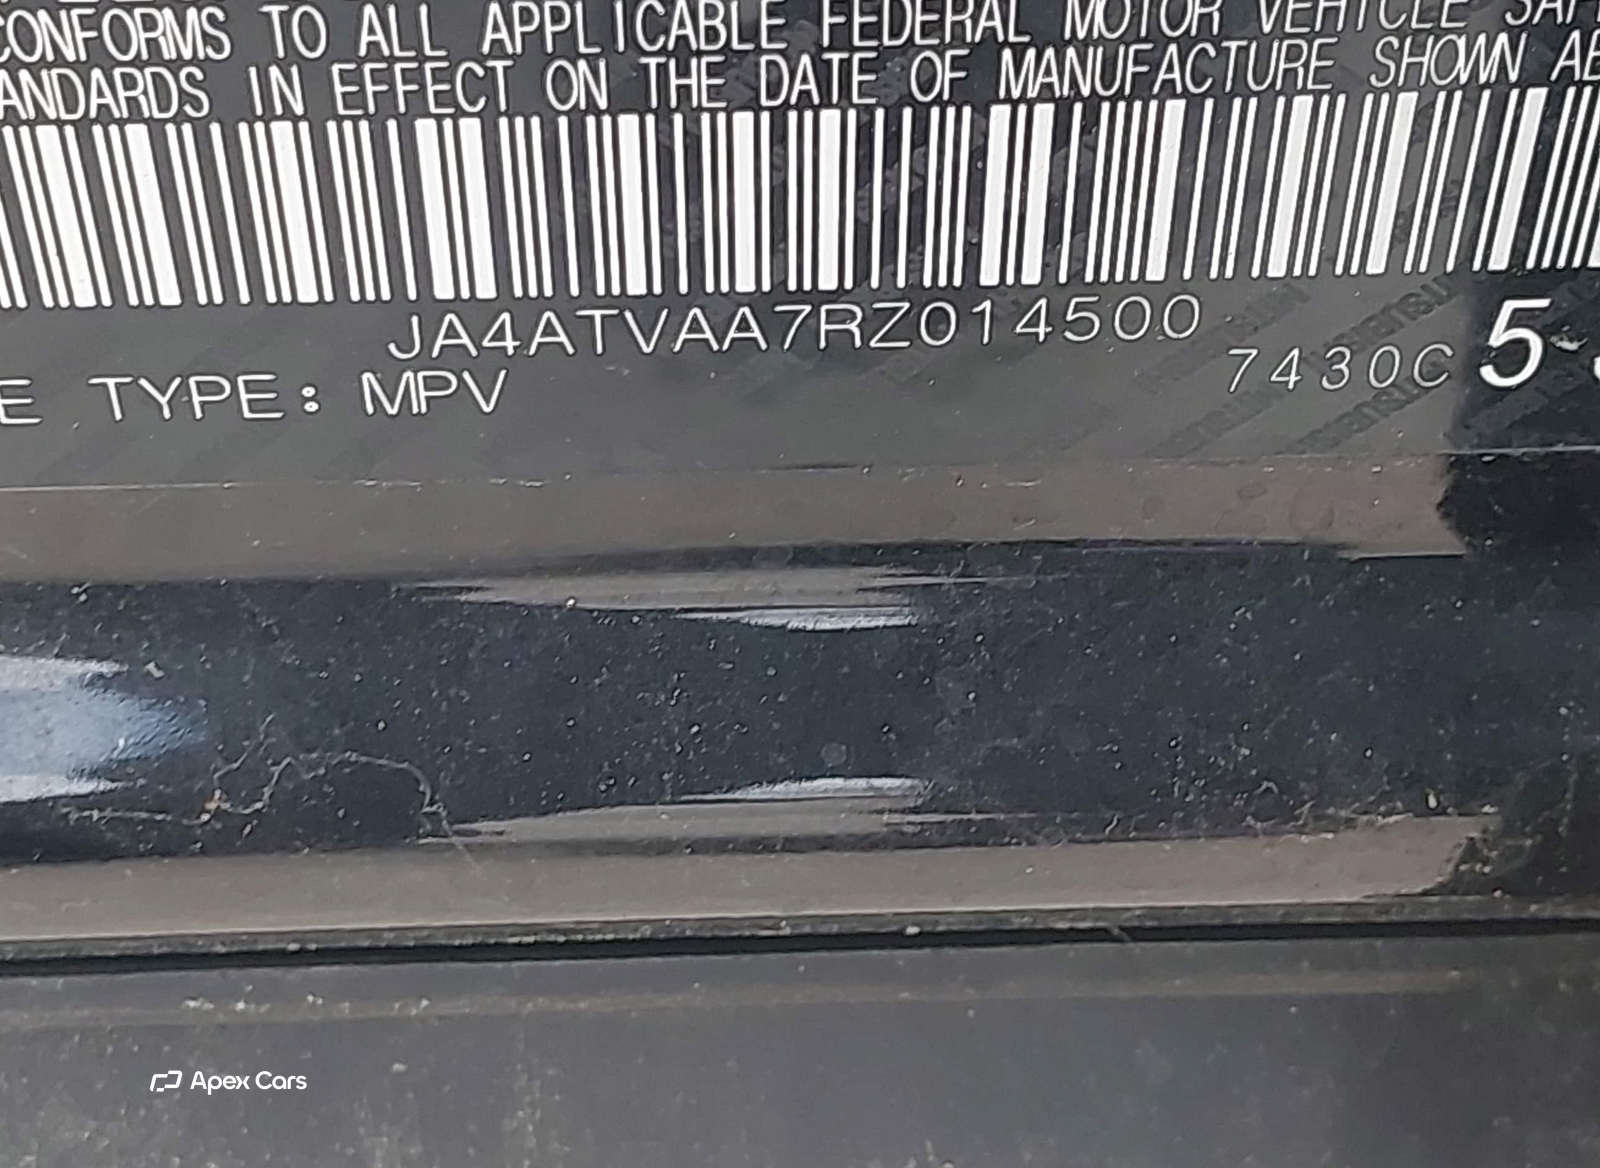 CONFORMS TO ALL APPLICABLE FEDERAL MOTOR VEHICLE
IN EFFECT ON THE DATE OF MANUFACTURE SHOWN
JA4ATVAA7RZ014500
7430C 5
TYPE: MPV
Apex Cars